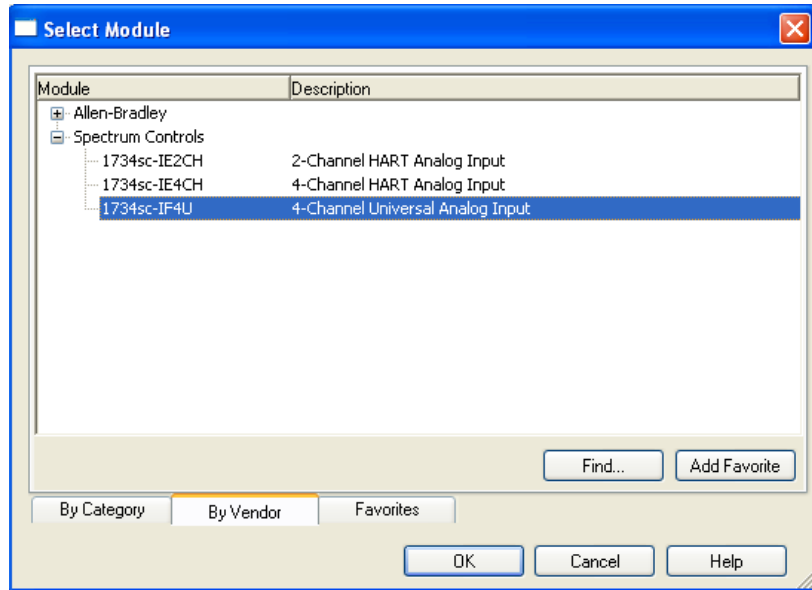 Select Module
Module Description
Allen-Bradley
Spectrum Controls
1734sc-IE2CH 2-Channel HART Analog Input
1734sc-IE4CH 4-Channel HART Analog Input
1734sc-IF4U 4-Channel Universal Analog Input
Find... Add Favorite
By Category By Vendor Favorites
OK Cancel Help